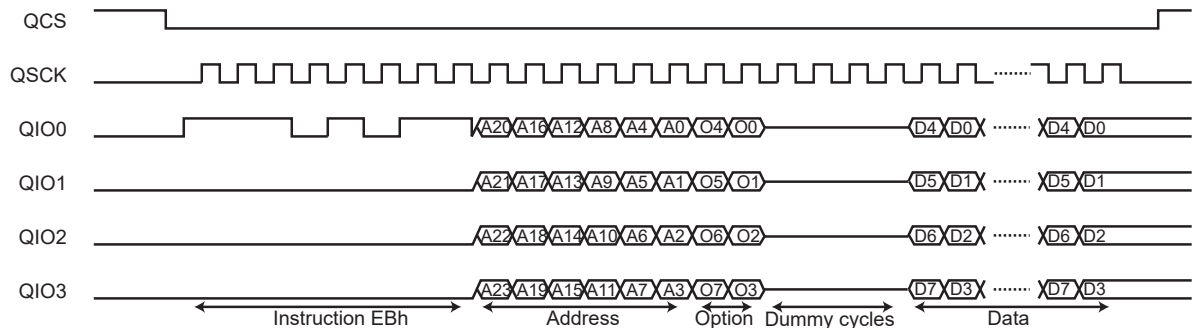 QCS
QSCK
QIO0 A20 A16 A12 A8 A4 A0 O4 O0 D4 D0 D4 D0
QIO1 A21 A17 A13 A9 A5 A1 O5 O1 D5 D1 D5 D1
QIO2 A22 A18 A14 A10 A6 A2 O6 O2 D6 D2 D6 D2
QIO3 A23 A19 A15 A11 A7 A3 O7 O3 D7 D3 D7 D3
Instruction EBh Address Option Dummy cycles Data